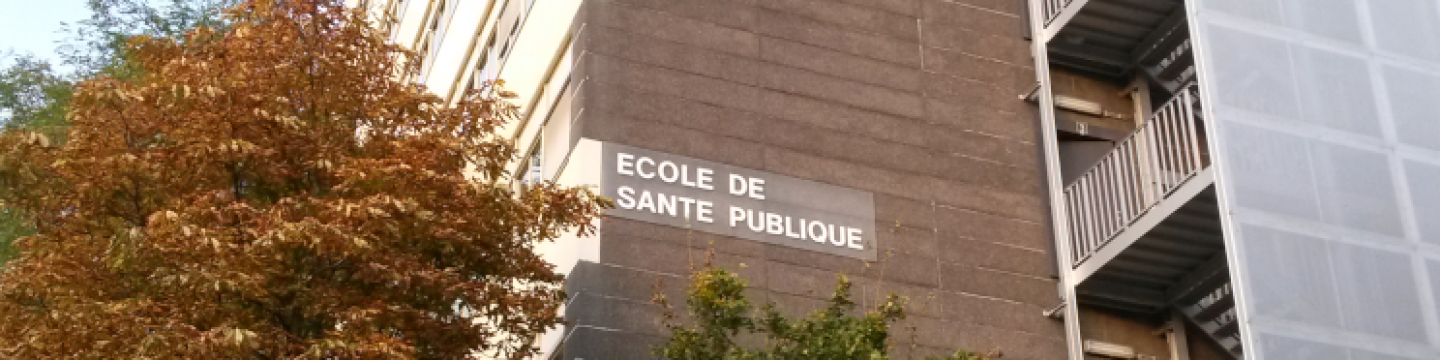 ECOLE DE
SANTE PUBLIQUE